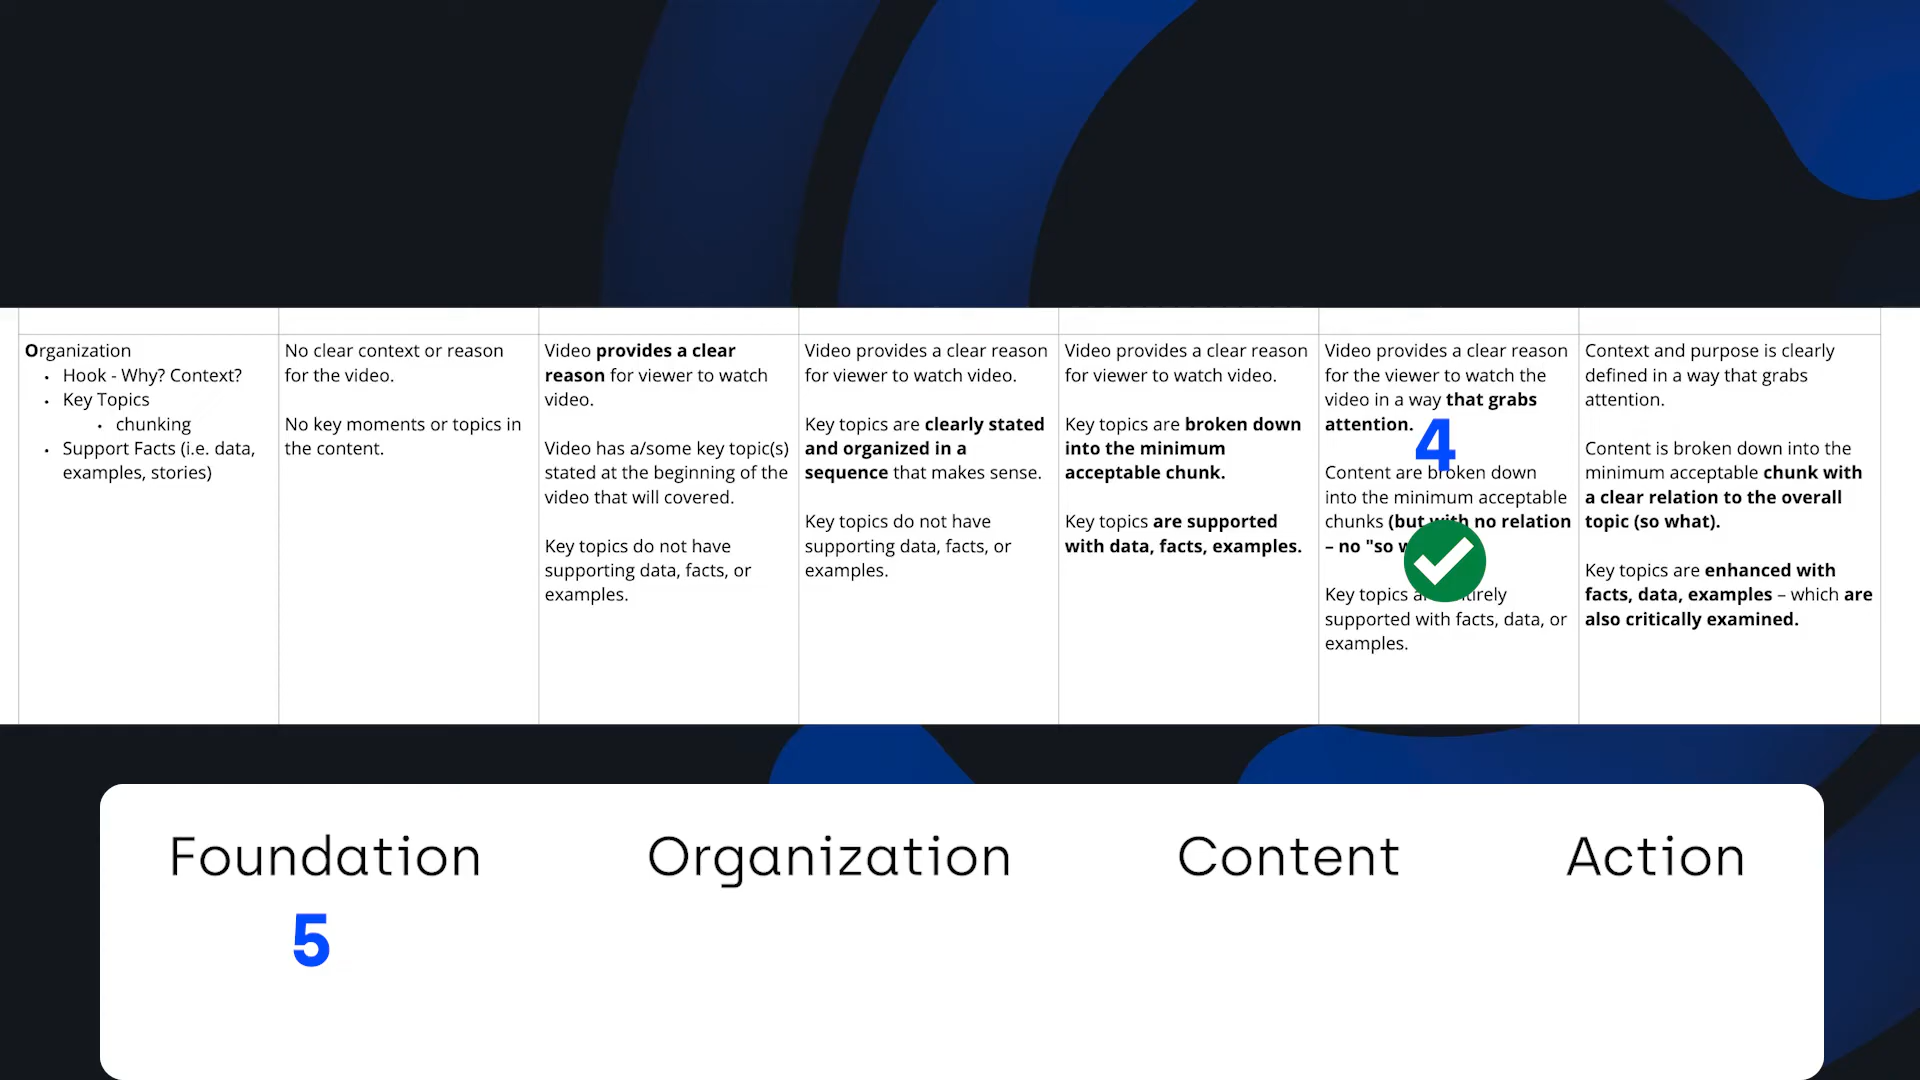 Organization
• Hook - Why? Context?
• Key Topics
• chunking
• Support Facts (i.e. data,
examples, stories)
No clear context or reason
for the video.
No key moments or topics in
the content.
Video provides a clear
reason for viewer to watch
video.
Video has a/some key topic(s)
stated at the beginning of the
video that will covered.
Key topics do not have
supporting data, facts, or
examples.
Video provides a clear reason
for viewer to watch video.
Key topics are clearly stated
and organized in a
sequence that makes sense.
Key topics do not have
supporting data, facts, or
examples.
Video provides a clear reason
for viewer to watch video.
Key topics are broken down
into the minimum
acceptable chunk.
Key topics are supported
with data, facts, examples.
Video provides a clear reason
for the viewer to watch the
video in a way that grabs
attention.
4
Content are broken down
into the minimum acceptable
chunks (but with no relation
– no "so
Key topics
supported with facts, data, or
examples.
Context and purpose is clearly
defined in a way that grabs
attention.
Content is broken down into the
minimum acceptable chunk with
a clear relation to the overall
topic (so what).
Key topics are enhanced with
facts, data, examples – which are
also critically examined.
Foundation
Organization
Content
Action
5